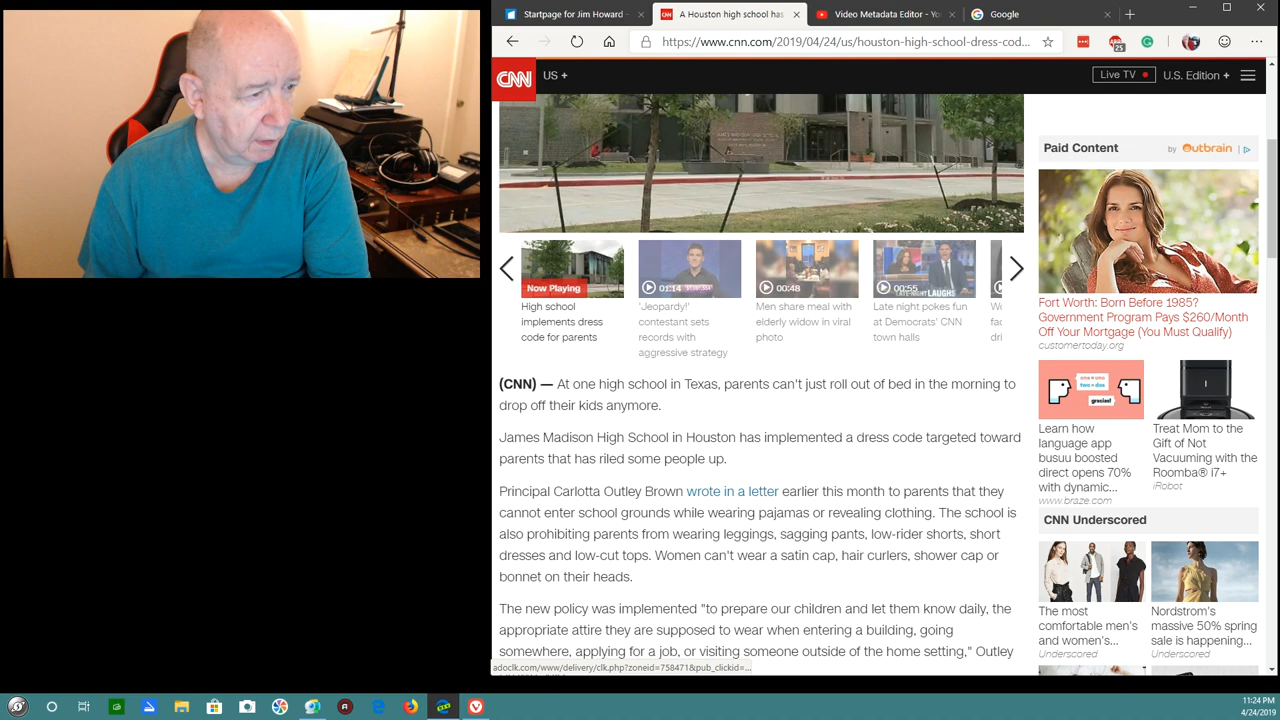 Startpage for Jim Howard -
A Houston high school has
Video Metadata Editor - Yo
Google
https://www.cnn.com/2019/04/24/us/houston-high-school-dress-cod...
25
CNN
US +
Live TV
U.S. Edition +
Now Playing
01:14
00:48
00:55
LATE NIGHT LAUGHS
High school
implements dress
code for parents
'Jeopardy!'
contestant sets
records with
aggressive strategy
Men share meal with
elderly widow in viral
photo
Late night pokes fun
at Democrats' CNN
town halls
Wo
fac
dri
(CNN) — At one high school in Texas, parents can't just roll out of bed in the morning to
drop off their kids anymore.
James Madison High School in Houston has implemented a dress code targeted toward
parents that has riled some people up.
Principal Carlotta Outley Brown wrote in a letter earlier this month to parents that they
cannot enter school grounds while wearing pajamas or revealing clothing. The school is
also prohibiting parents from wearing leggings, sagging pants, low-rider shorts, short
dresses and low-cut tops. Women can't wear a satin cap, hair curlers, shower cap or
bonnet on their heads.
The new policy was implemented "to prepare our children and let them know daily, the
appropriate attire they are supposed to wear when entering a building, going
somewhere, applying for a job, or visiting someone outside of the home setting," Outley
adoclk.com/www/delivery/clk.php?zoneid=758471&pub_clickid=...
Paid Content
by Outbrain
Fort Worth: Born Before 1985?
Government Program Pays $260/Month
Off Your Mortgage (You Must Qualify)
customertoday.org
one = uno
two = dos
gracias!
Learn how
language app
busuu boosted
direct opens 70%
with dynamic...
www.braze.com
Treat Mom to the
Gift of Not
Vacuuming with the
Roomba® i7+
iRobot
CNN Underscored
The most
comfortable men's
and women's...
Underscored
Nordstrom's
massive 50% spring
sale is happening...
Underscored
11:24 PM
4/24/2019